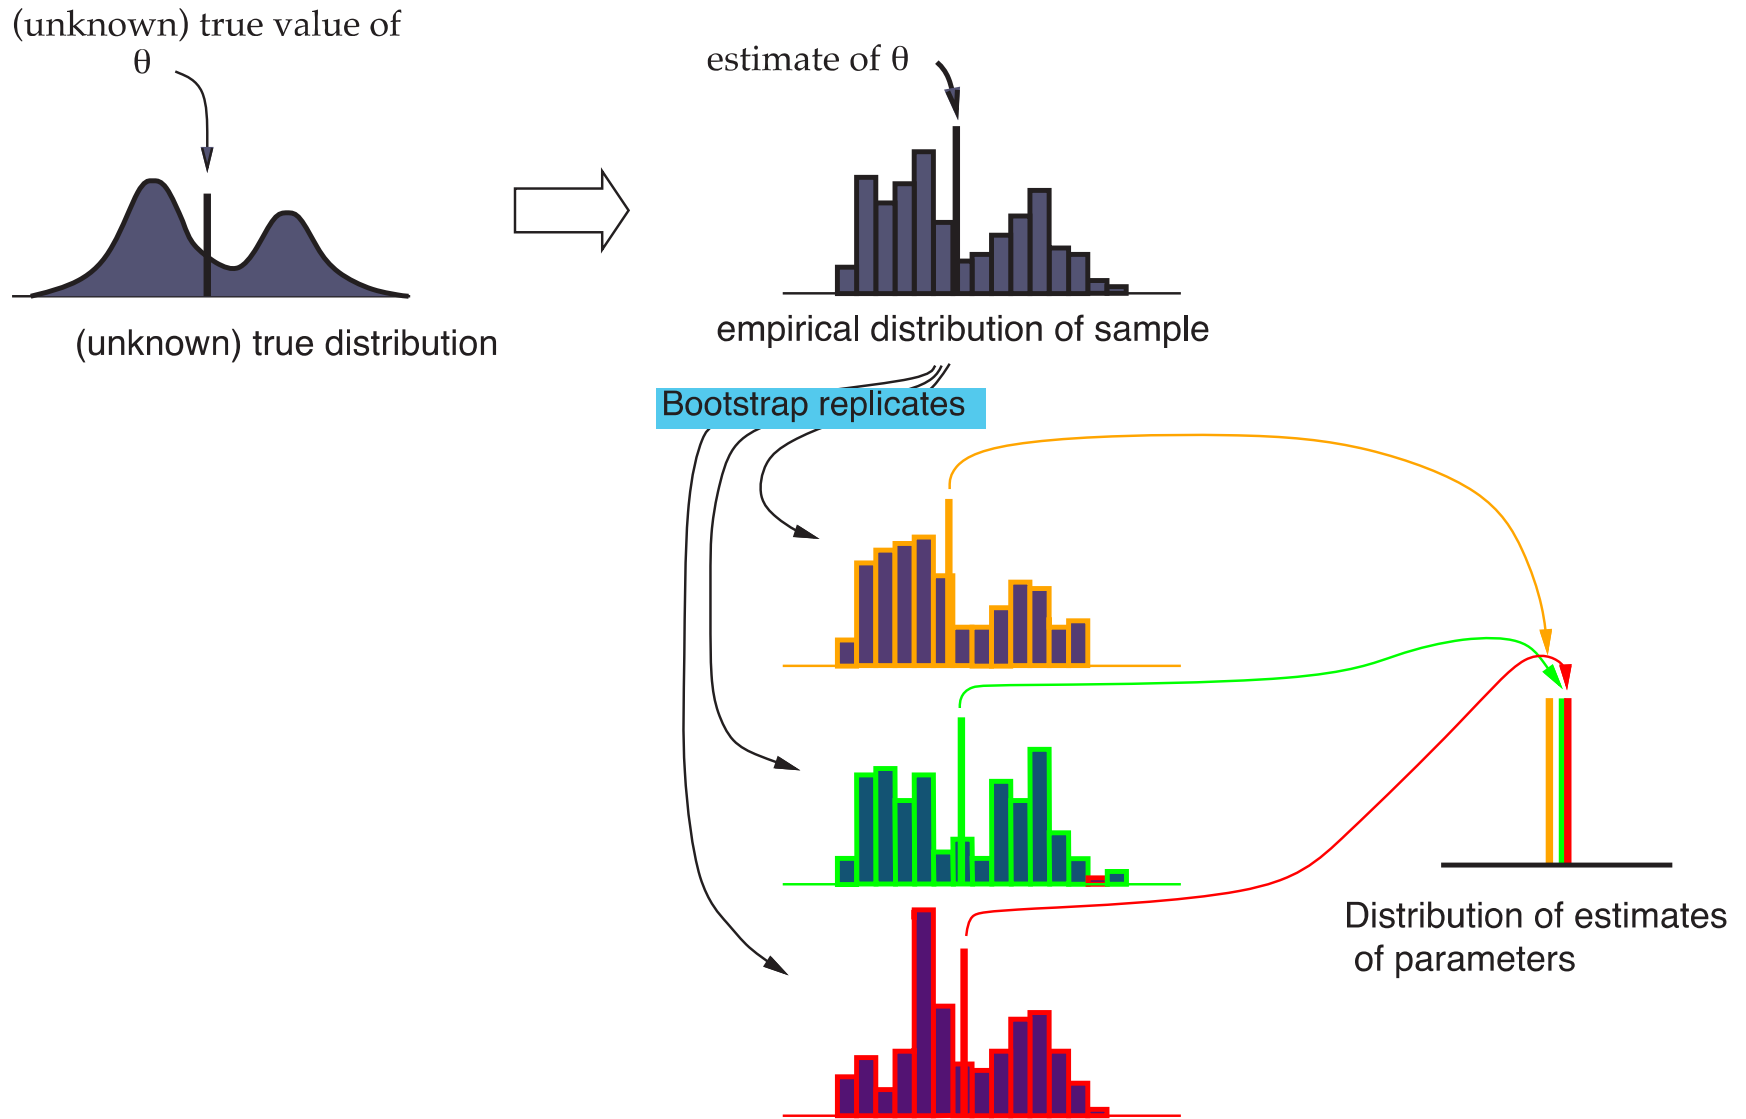 (unknown) true value of
θ
estimate of θ
(unknown) true distribution
empirical distribution of sample
Bootstrap replicates
Distribution of estimates
of parameters